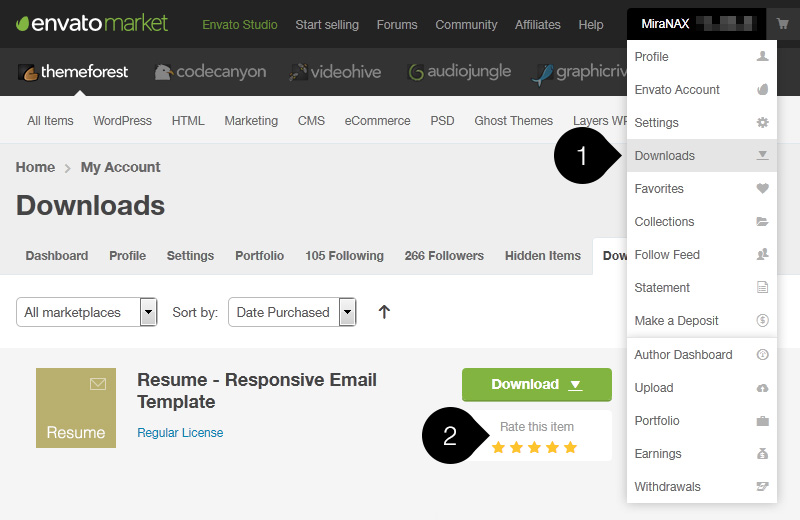 envatomarket Envato Studio Start selling Forums Community Affiliates Help MiraNAX
themeforest codecanyon videohive audiojungle graphicriv
All Items WordPress HTML Marketing CMS eCommerce PSD Ghost Themes Layers WP
Home > My Account
Downloads
Dashboard Profile Settings Portfolio 105 Following 266 Followers Hidden Items Dow
All marketplaces Sort by: Date Purchased
Resume
Resume - Responsive Email
Template
Regular License
Download
2
Rate this item
1
Profile
Envato Account
Settings
Downloads
Favorites
Collections
Follow Feed
Statement
Make a Deposit
Author Dashboard
Upload
Portfolio
Earnings
Withdrawals